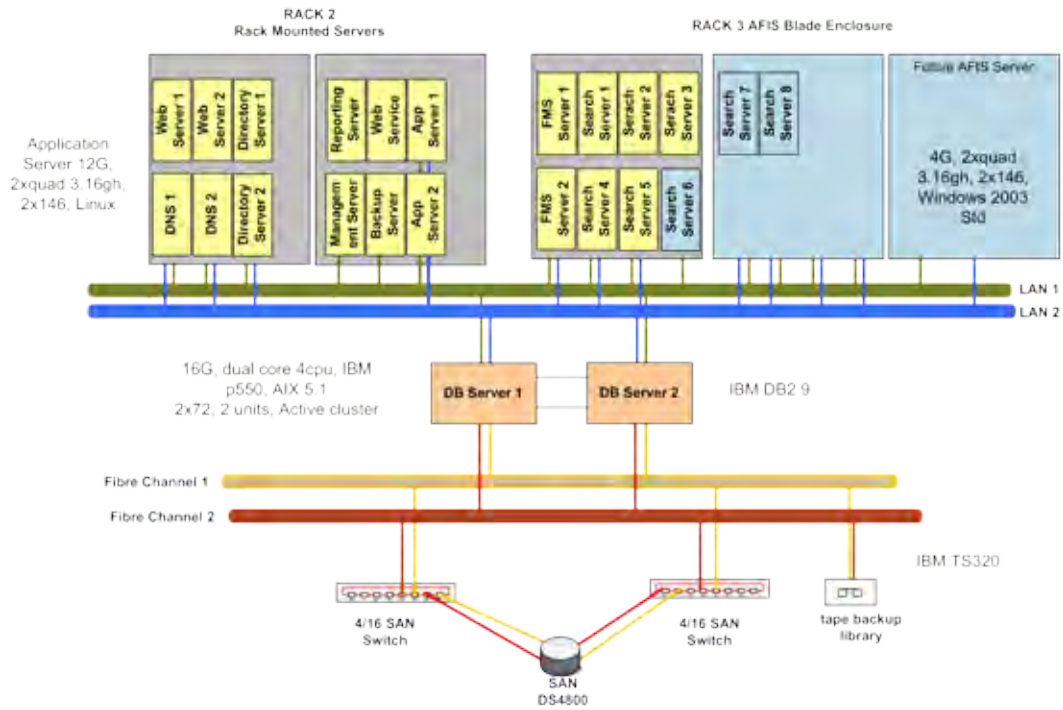 RACK 2
Rack Mounted Servers
RACK 3 AFIS Blade Enclosure
Web
Server 1
Web
Server 2
Directory
Server 1
Reporting
Server
Web
Service
App
Server 1
FMS
Server 1
Search
Server 1
Serach
Server 2
Serach
Server 3
Search
Server 7
Search
Server 8
Future AFIS Server
4G, 2xquad
3.16gh, 2x146,
Windows 2003
Std
Application
Server 12G,
2xquad 3.16gh,
2x146, Linux
DNS 1
DNS 2
Directory
Server 2
Managem
ent Server
Backup
Server
App
Server 2
FMS
Server 2
Search
Server 4
Search
Server 5
Search
Server 6
LAN 1
LAN 2
16G, dual core 4cpu, IBM
p550, AIX 5.1
2x72, 2 units, Active cluster
DB Server 1
DB Server 2
IBM DB2 9
Fibre Channel 1
Fibre Channel 2
IBM TS320
4/16 SAN
Switch
4/16 SAN
Switch
tape backup
library
SAN
DS4800